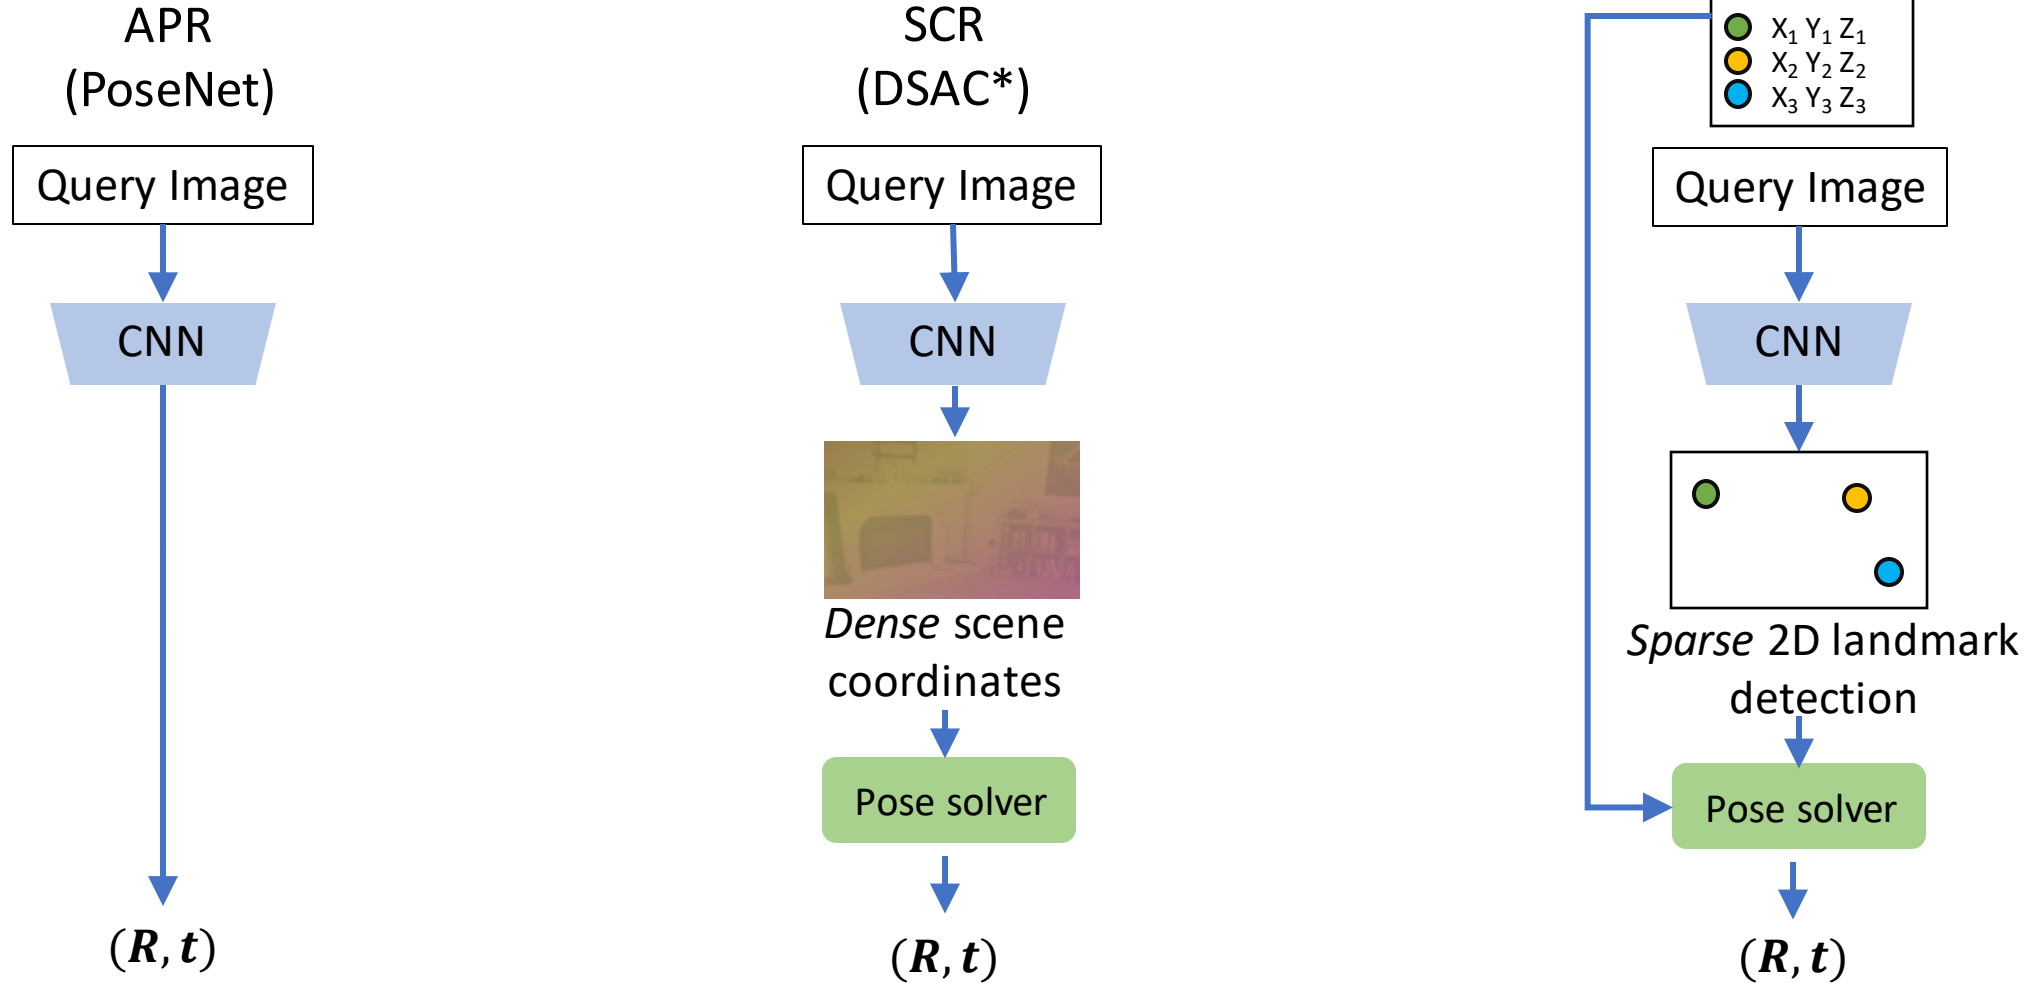 APR
(PoseNet)
Query Image
CNN
(R, t)
SCR
(DSAC*)
Query Image
CNN
Dense scene
coordinates
Pose solver
(R, t)
X₁ Y₁ Z₁
X₂ Y₂ Z₂
X₃ Y₃ Z₃
Query Image
CNN
Sparse 2D landmark
detection
Pose solver
(R, t)